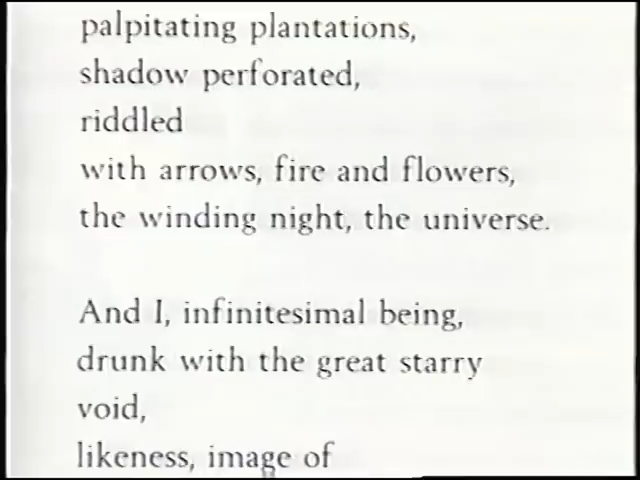 palpitating plantations,
shadow perforated,
riddled
with arrows, fire and flowers,
the winding night, the universe.
And I, infinitesimal being,
drunk with the great starry
void,
likeness, image of